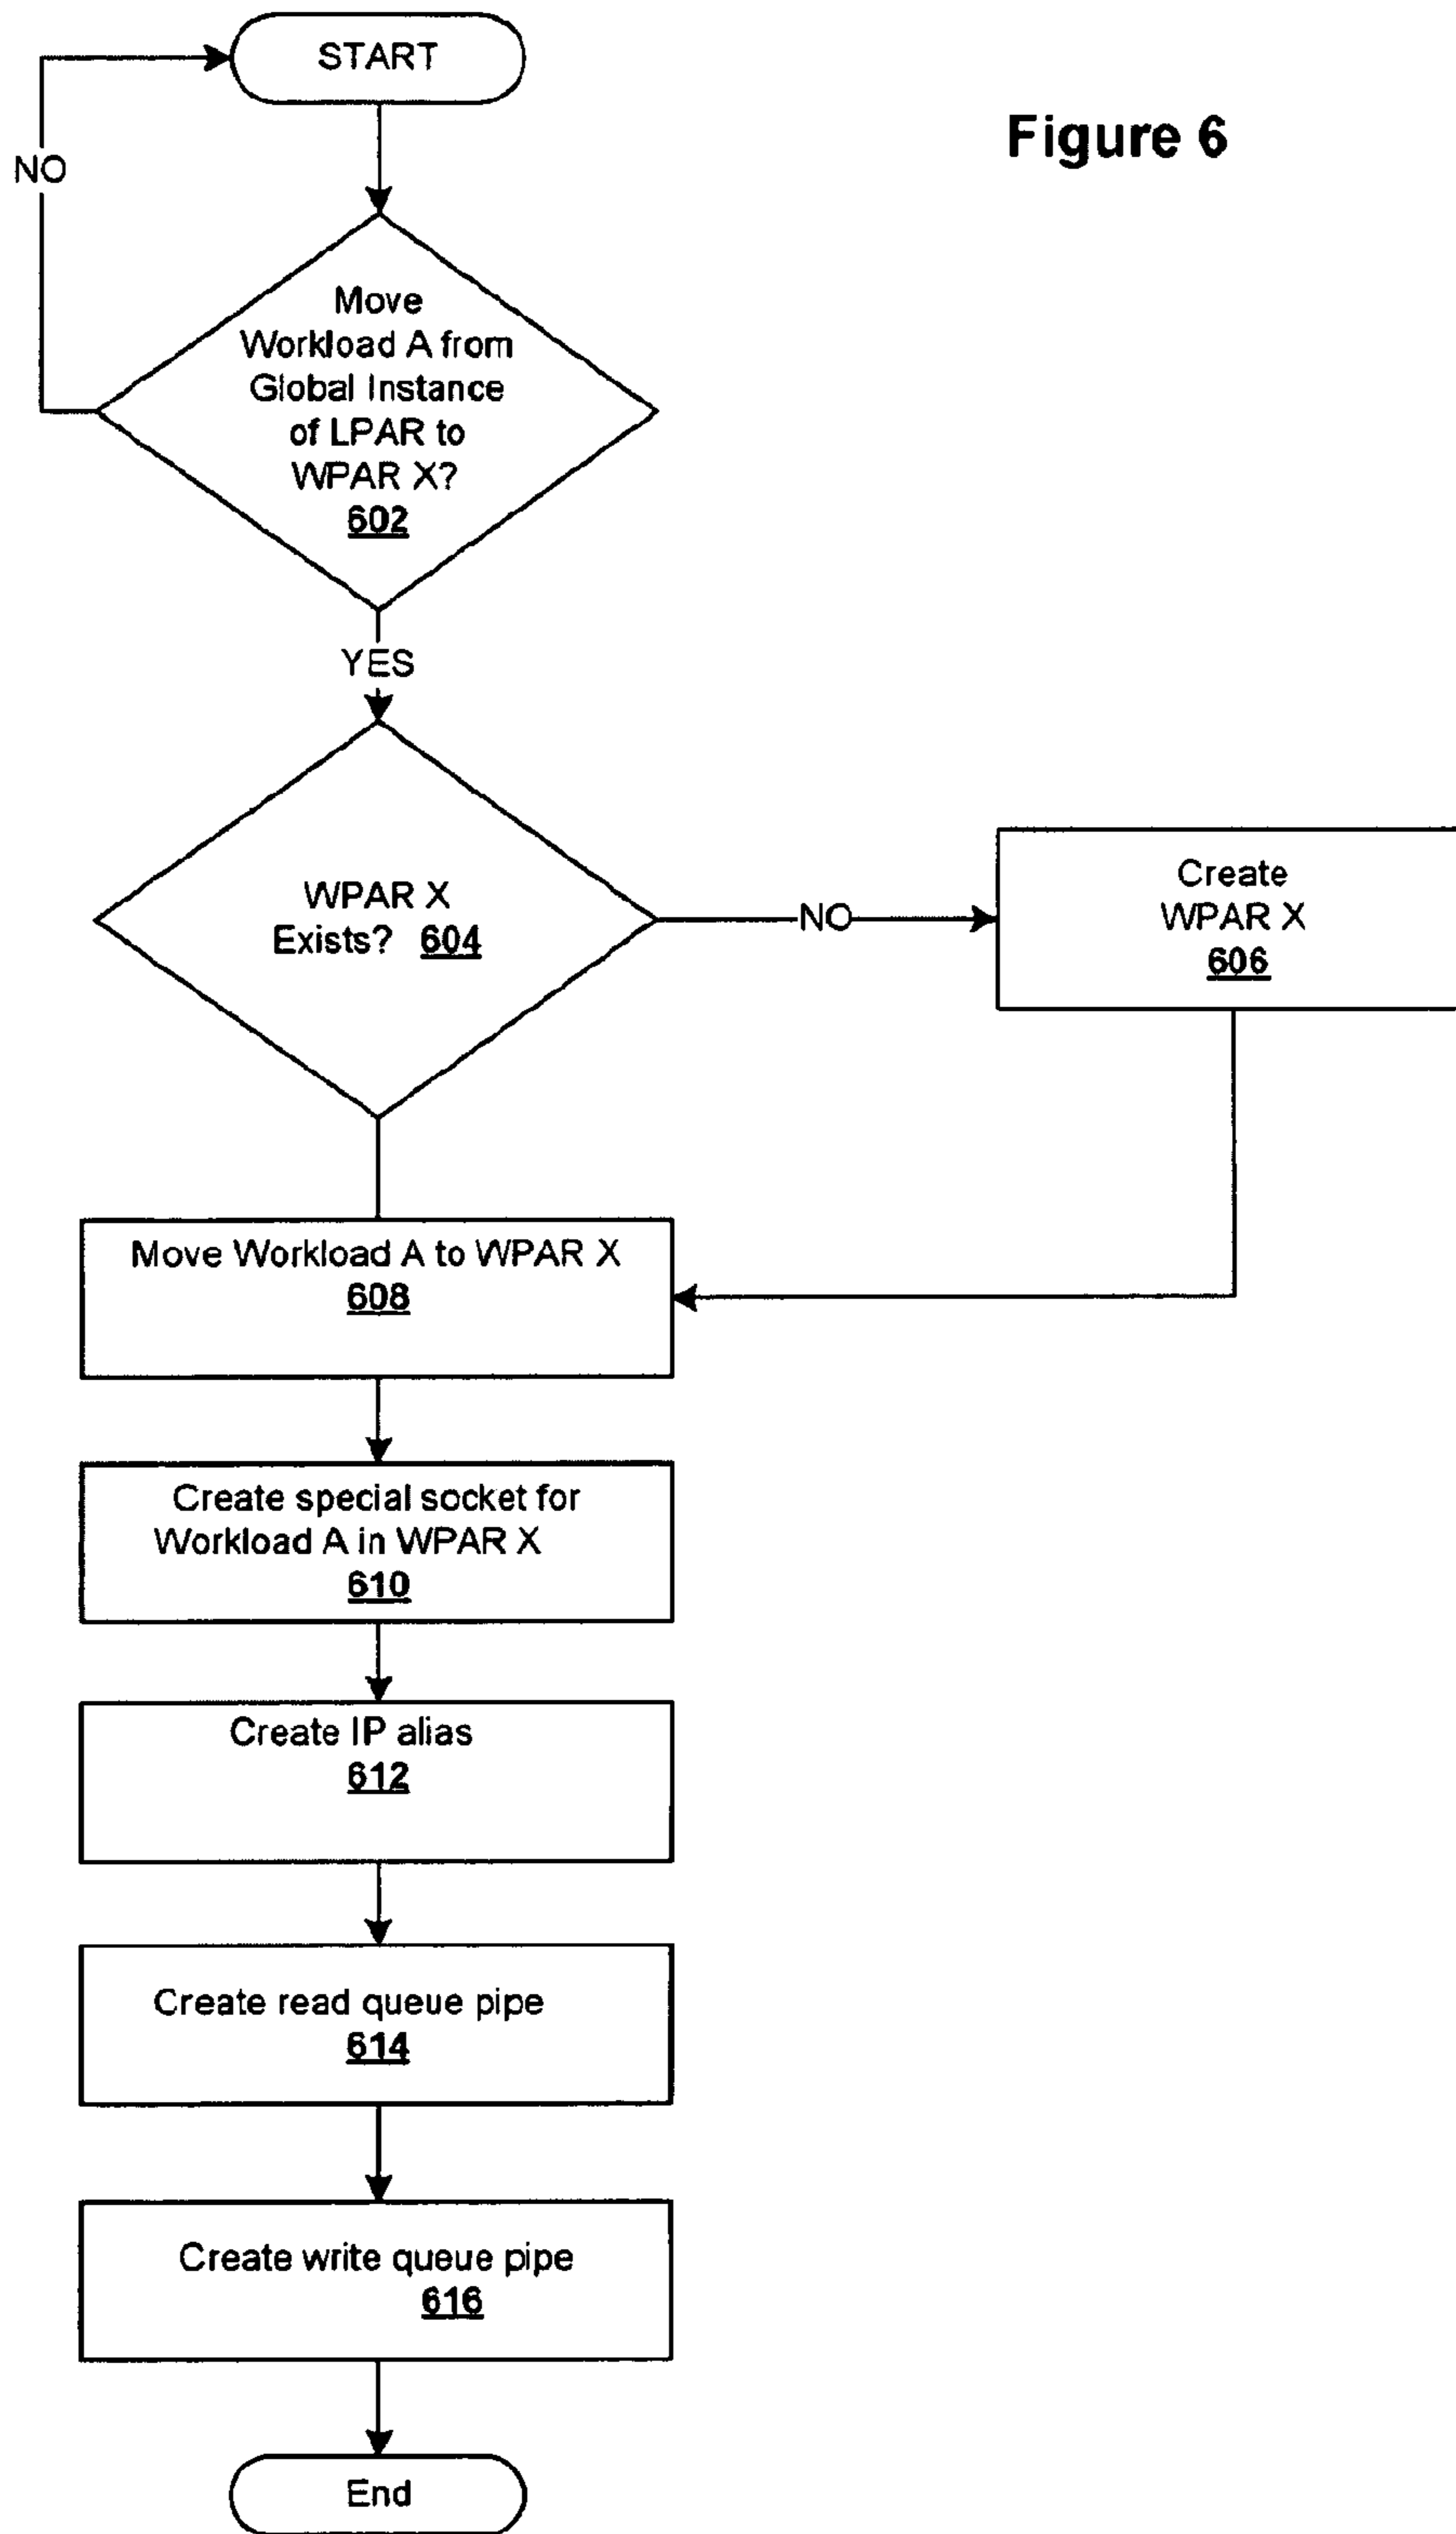 START
Figure 6
NO
Move
Workload A from
Global Instance
of LPAR to
WPAR X?
602
YES
WPAR X
Exists? 604
NO
Create
WPAR X
606
Move Workload A to WPAR X
608
Create special socket for
Workload A in WPAR X
610
Create IP alias
612
Create read queue pipe
614
Create write queue pipe
616
End